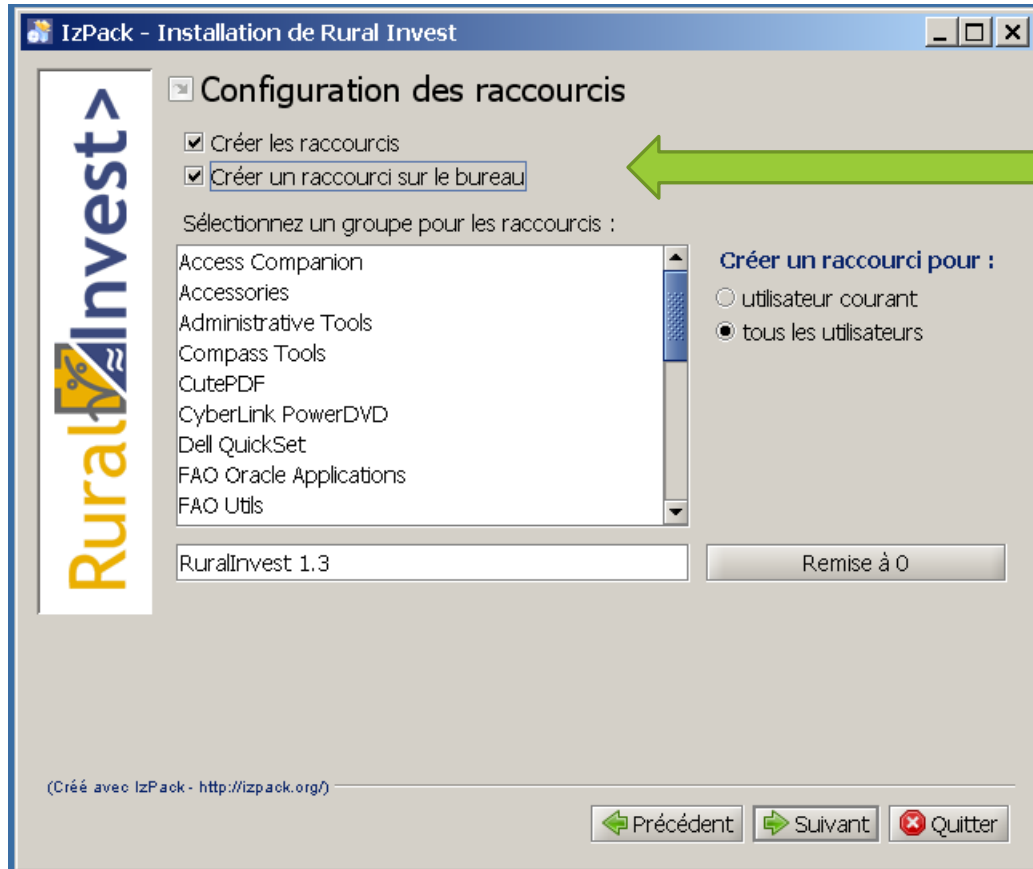 IzPack - Installation de Rural Invest
RuralInvest>
Configuration des raccourcis
Créer les raccourcis
Créer un raccourci sur le bureau
Sélectionnez un groupe pour les raccourcis :
Access Companion
Accessories
Administrative Tools
Compass Tools
CutePDF
CyberLink PowerDVD
Dell QuickSet
FAO Oracle Applications
FAO Utils
Créer un raccourci pour :
utilisateur courant
tous les utilisateurs
RuralInvest 1.3
Remise à 0
(Créé avec IzPack - http://izpack.org/)
Précédent
Suivant
Quitter